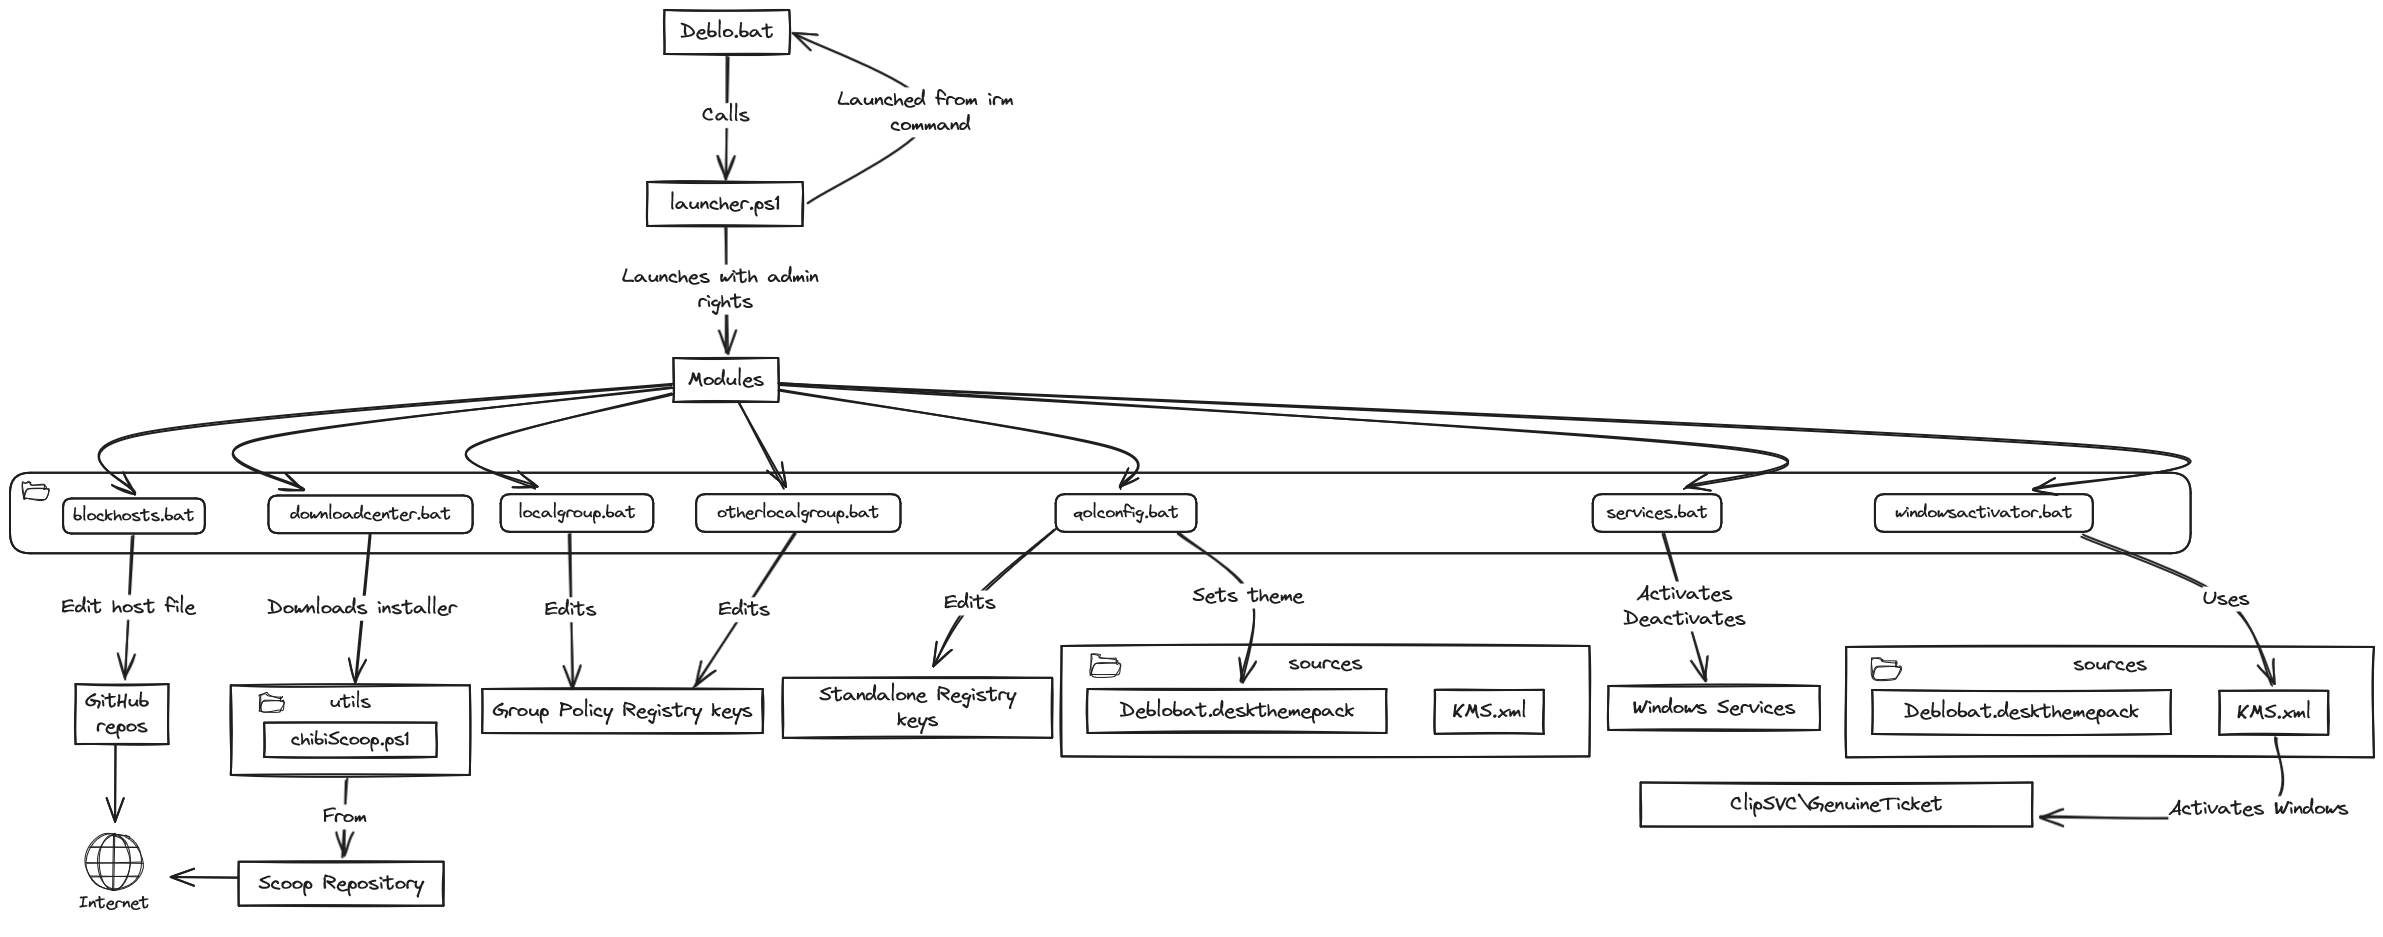 Deblo.bat
Calls
Launched from irm
command
launcher.ps1
Launches with admin
rights
Modules
blockhosts.bat
downloadcenter.bat
localgroup.bat
otherlocalgroup.bat
qolconfig.bat
services.bat
windowsactivator.bat
Edit host file
Downloads installer
Edits
Edits
Edits
Sets theme
Activates
Deactivates
Uses
GitHub
repos
utils
chibiScoop.ps1
Group Policy Registry keys
Standalone Registry
keys
sources
Deblobat.deskthemepack
KMS.xml
Windows Services
sources
Deblobat.deskthemepack
KMS.xml
From
ClipSVC\GenuineTicket
Activates Windows
Scoop Repository
Internet